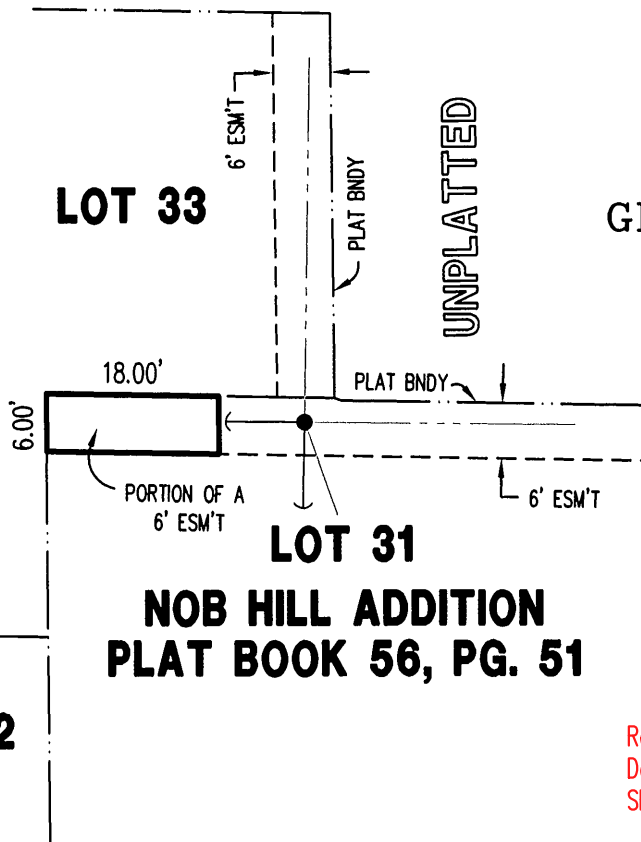 6' ESM'T
PLAT BNDY
UNPLATTED
LOT 33
18.00'
6.00'
PLAT BNDY
PORTION OF A
6' ESM'T
6' ESM'T
LOT 31
NOB HILL ADDITION
PLAT BOOK 56, PG. 51
2